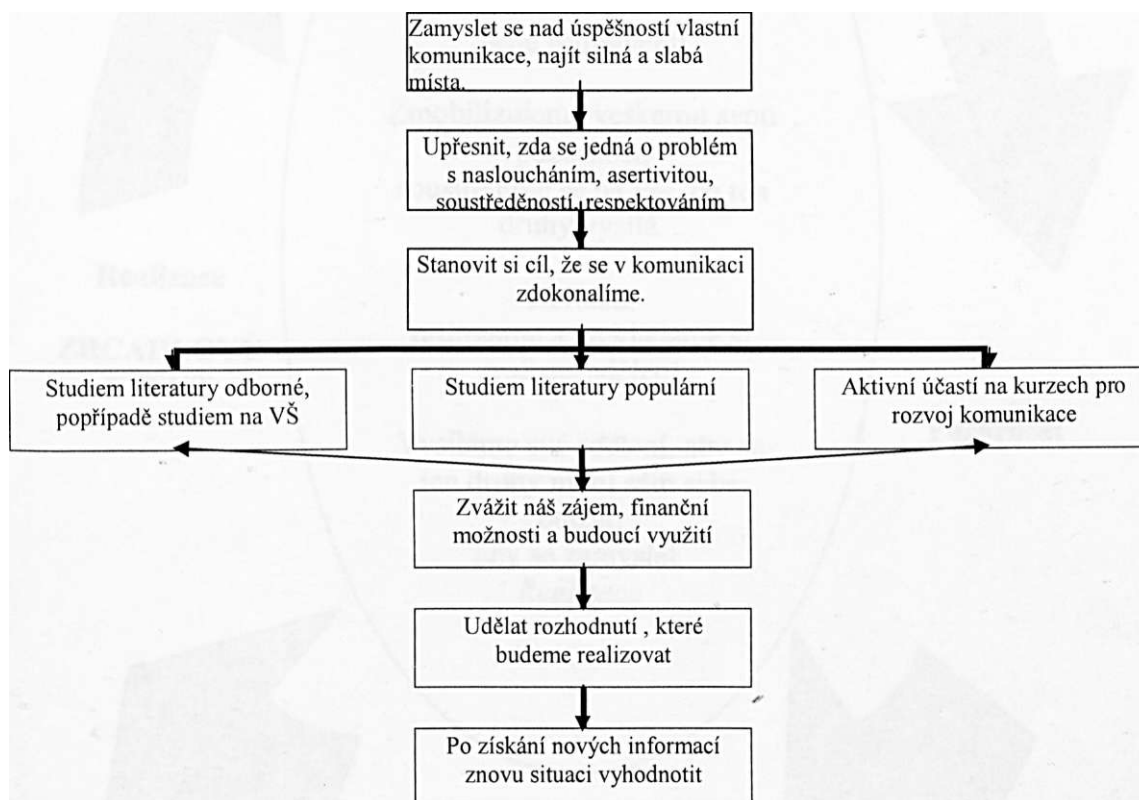 Zamyslet se nad úspěšností vlastní
komunikace, najít silná a slabá
místa.
Upřesnit, zda se jedná o problém
s nasloucháním, asertivitou,
soustředěností, respektováním
Stanovit si cíl, že se v komunikaci
zdokonalíme.
Studiem literatury odborné,
popřípadě studiem na VŠ
Studiem literatury populární
Aktivní účastí na kurzech pro
rozvoj komunikace
Zvážit náš zájem, finanční
možnosti a budoucí využití
Udělat rozhodnutí , které
budeme realizovat
Po získání nových informací
znovu situaci vyhodnotit